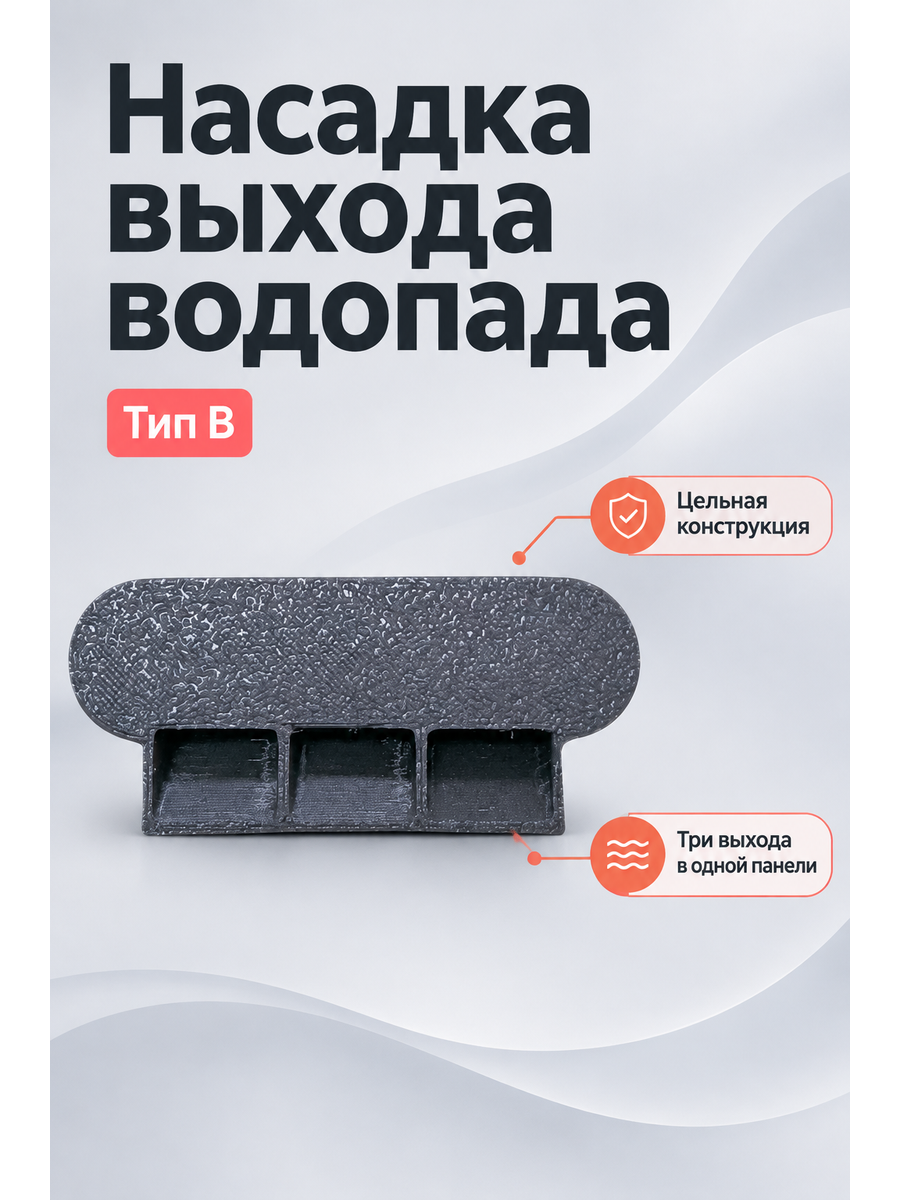 Насадка
выхода
водопада
Тип B
Цельная
конструкция
Три выхода
в одной панели